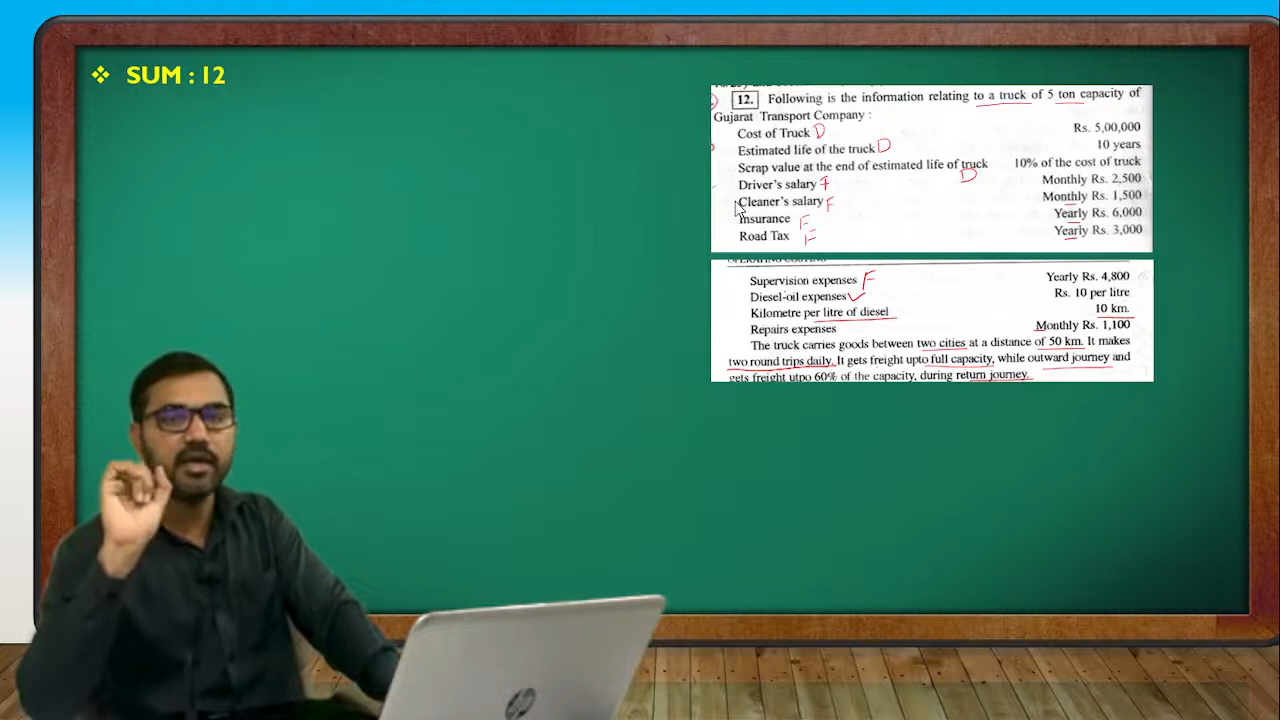 ❖ SUM : 12
12. Following is the information relating to a truck of 5 ton capacity of
Gujarat Transport Company :
Cost of Truck D Rs. 5,00,000
Estimated life of the truck D 10 years
Scrap value at the end of estimated life of truck D 10% of the cost of truck
Driver's salary F Monthly Rs. 2,500
Cleaner's salary F Monthly Rs. 1,500
Insurance F Yearly Rs. 6,000
Road Tax F Yearly Rs. 3,000
OPERATING COSTING
Supervision expenses F Yearly Rs. 4,800
Diesel-oil expenses ✓ Rs. 10 per litre
Kilometre per litre of diesel 10 km.
Repairs expenses Monthly Rs. 1,100
The truck carries goods between two cities at a distance of 50 km. It makes
two round trips daily. It gets freight upto full capacity, while outward journey and
gets freight utpo 60% of the capacity, during return journey.
hp